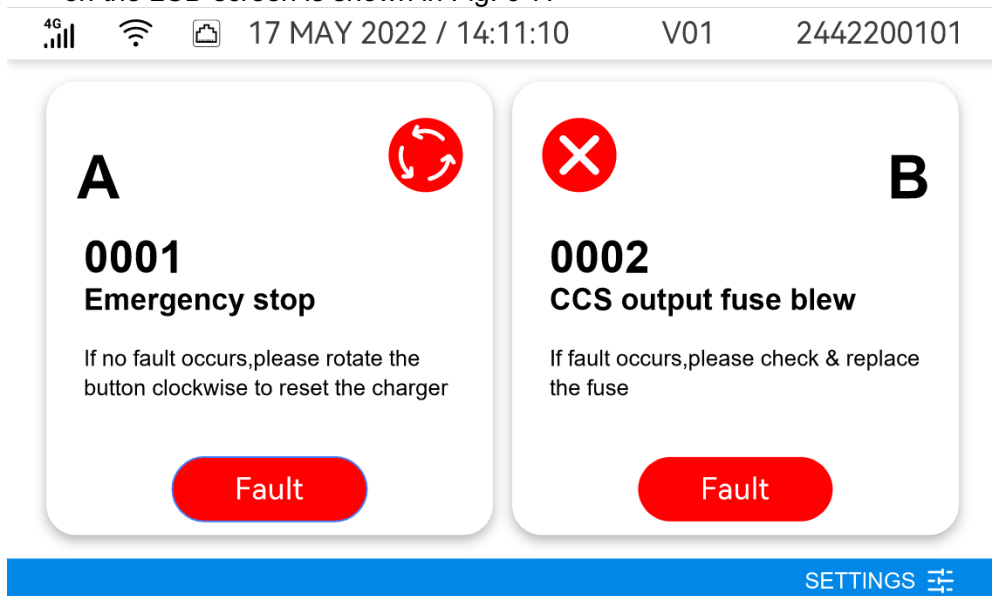 4G 17 MAY 2022 / 14:11:10 V01 2442200101
A
B
0001
Emergency stop
If no fault occurs,please rotate the
button clockwise to reset the charger
Fault
0002
CCS output fuse blew
If fault occurs,please check & replace
the fuse
Fault
SETTINGS